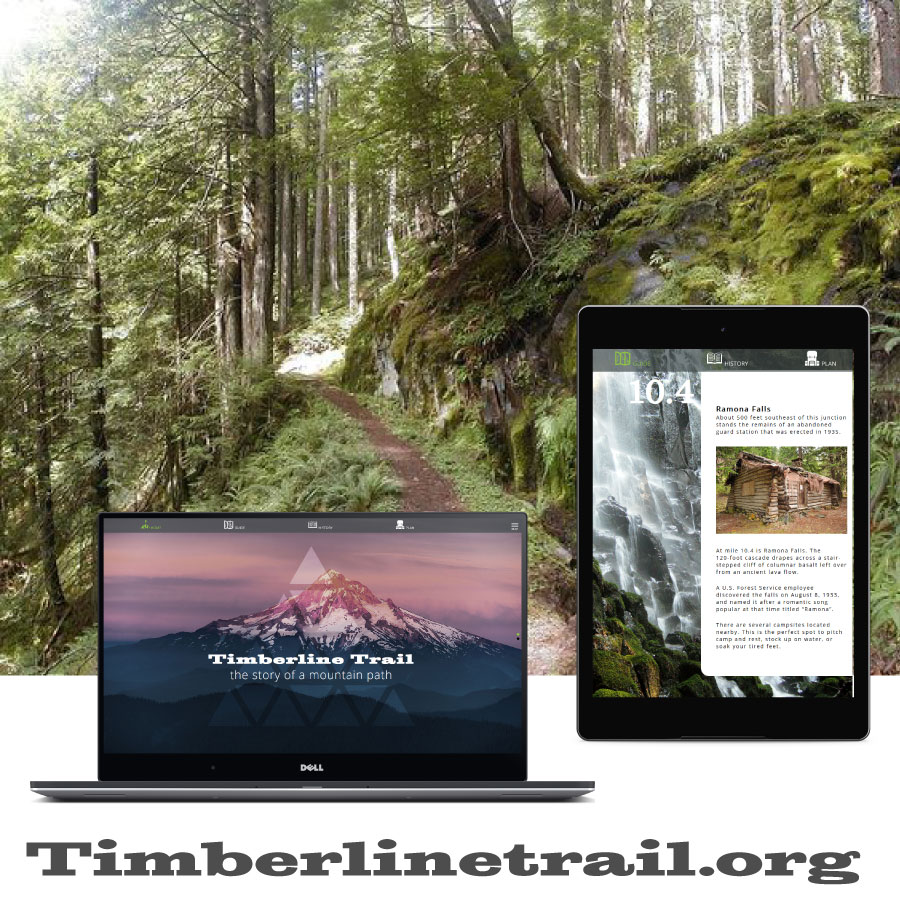 GUIDE HISTORY PLAN
10.4
Ramona Falls
About 500 feet southeast of this junction
stands the remains of an abandoned
guard station that was erected in 1935.
At mile 10.4 is Ramona Falls. The
120-foot cascade drapes across a stair-
stepped cliff of columnar basalt left over
from an ancient lava flow.
A U.S. Forest Service employee
discovered the falls on August 8, 1933,
and named it after a romantic song
popular at that time titled "Ramona".
There are several campsites located
nearby. This is the perfect spot to pitch
camp and rest, stock up on water, or
soak your tired feet.
GUIDE HISTORY PLAN
Timberline Trail
the story of a mountain path
DELL
Timberlinetrail.org